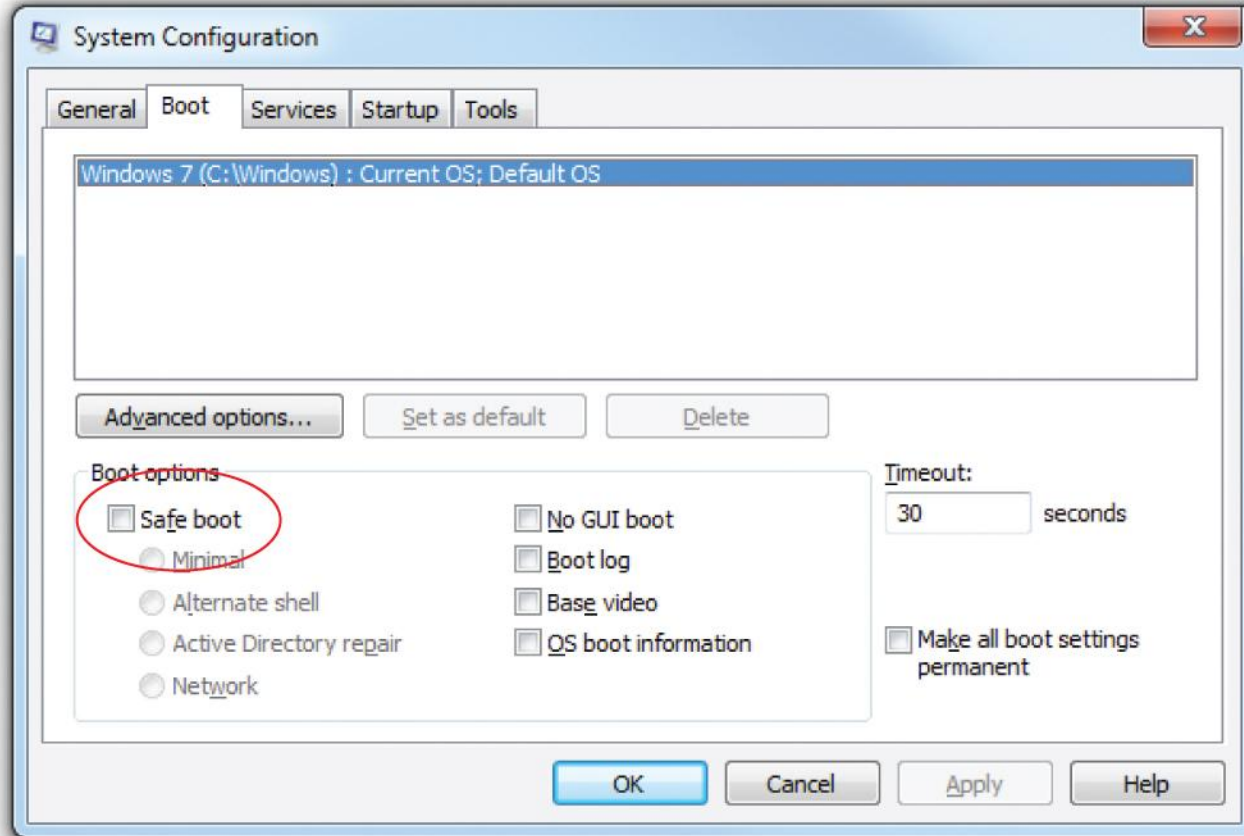 System Configuration
General Boot Services Startup Tools
Windows 7 (C:\Windows) : Current OS; Default OS
Advanced options... Set as default Delete
Boot options
Safe boot
Minimal
Alternate shell
Active Directory repair
Network
No GUI boot
Boot log
Base video
OS boot information
Timeout:
30 seconds
Make all boot settings
permanent
OK Cancel Apply Help